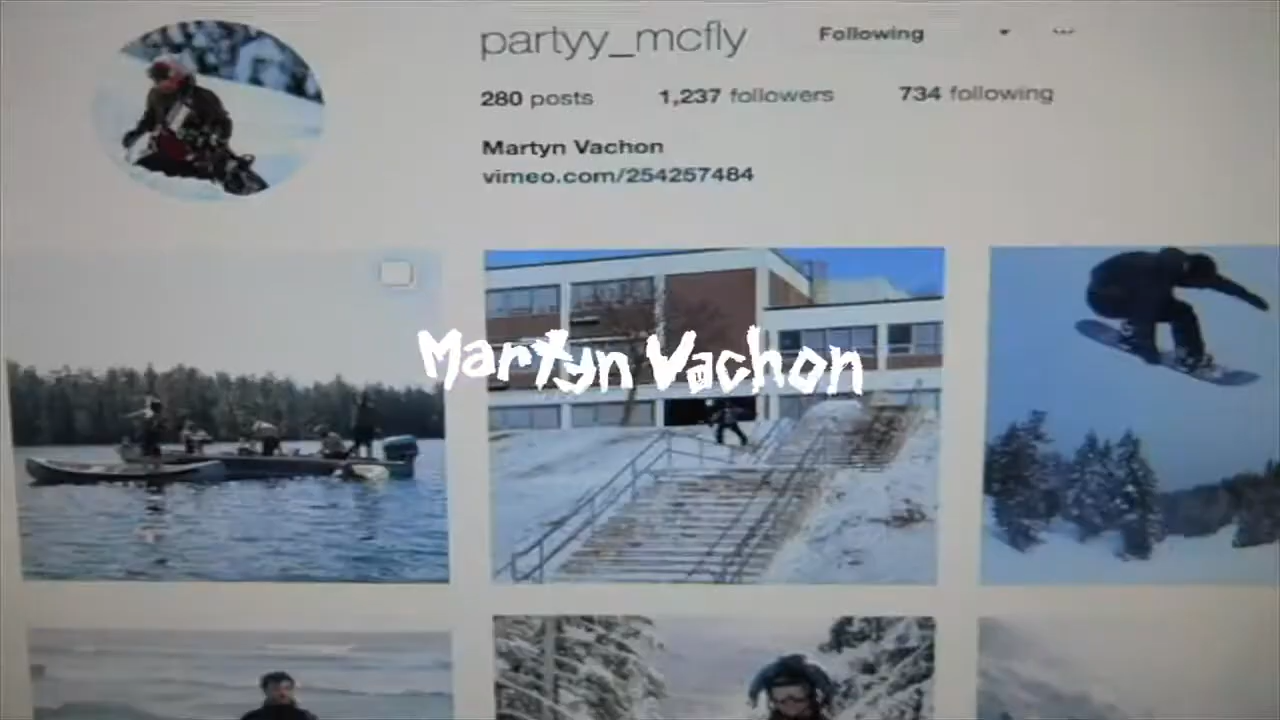 partyy_mcfly Following
280 posts 1,237 followers 734 following
Martyn Vachon
vimeo.com/254257484
Martyn Vachon